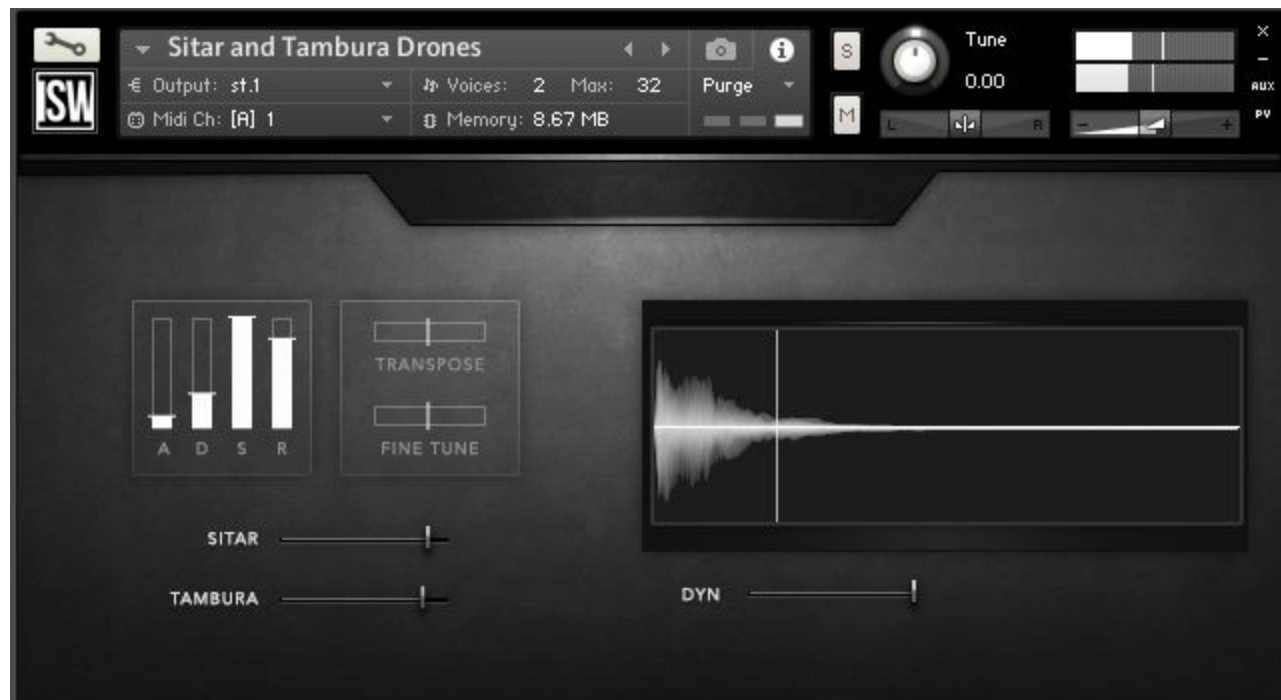 Sitar and Tambura Drones
i
S
Tune
×
ISW
Output: st.1
Voices: 2 Max: 32
Purge
0.00
AUX
Midi Ch: [A] 1
Memory: 8.67 MB
M
L
R
-
+
PV
A D S R
TRANSPOSE
FINE TUNE
SITAR
TAMBURA
DYN